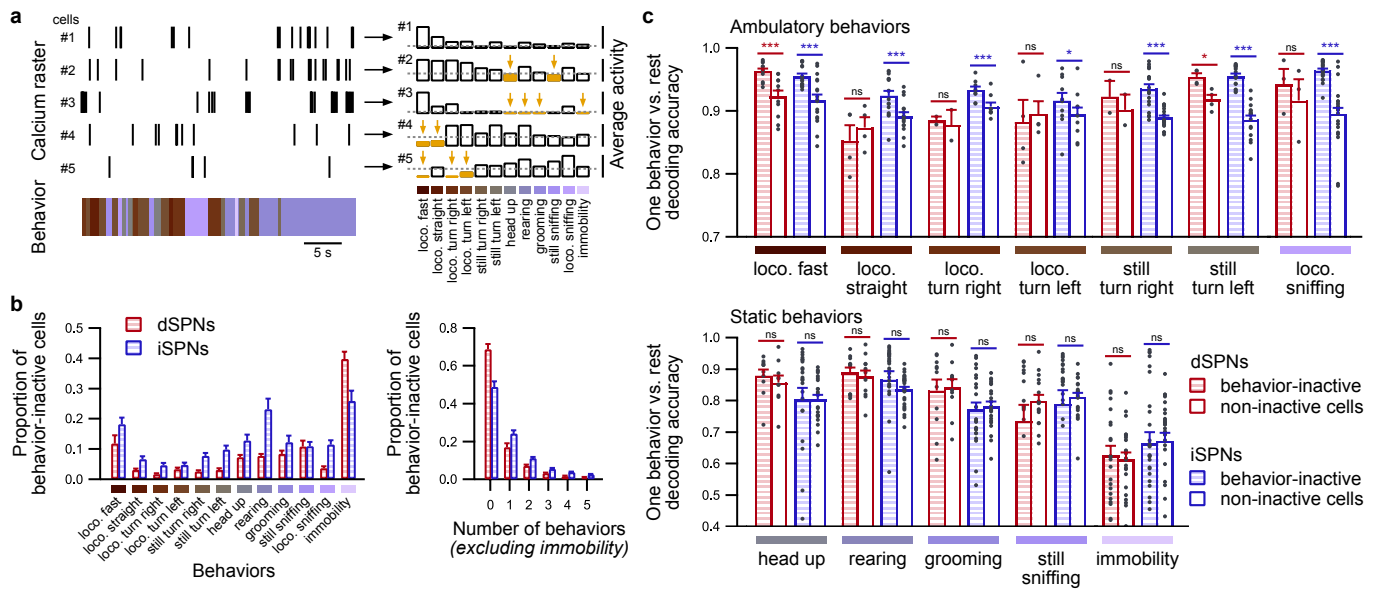 a
cells
#1
#2
#3
#4
#5
Calcium raster
Behavior
5 s
#1
#2
#3
#4
#5
Average activity
loco. fast
loco. straight
loco. turn right
loco. turn left
still turn right
still turn left
head up
rearing
grooming
still sniffing
loco. sniffing
immobility
b
Proportion of
behavior-inactive cells
0.5
0.4
0.3
0.2
0.1
0.0
dSPNs
iSPNs
loco. fast
loco. straight
loco. turn right
loco. turn left
still turn right
still turn left
head up
rearing
grooming
still sniffing
loco. sniffing
immobility
Behaviors
Proportion of
behavior-inactive cells
0.8
0.6
0.4
0.2
0.0
0 1 2 3 4 5
Number of behaviors
(excluding immobility)
c
Ambulatory behaviors
One behavior vs. rest
decoding accuracy
1.0
0.9
0.8
0.7
*** *** ns *** ns *** ns * ns *** * *** ns ***
loco. fast
loco.
straight
loco.
turn right
loco.
turn left
still
turn right
still
turn left
loco.
sniffing
Static behaviors
One behavior vs. rest
decoding accuracy
1.0
0.9
0.8
0.7
0.6
0.5
0.4
ns ns ns ns ns ns ns ns ns ns
head up
rearing
grooming
still
sniffing
immobility
dSPNs
behavior-inactive
non-inactive cells
iSPNs
behavior-inactive
non-inactive cells